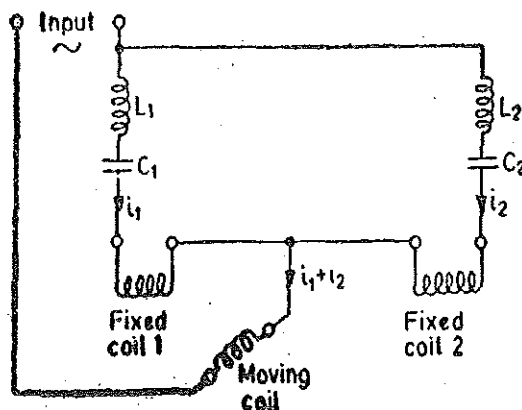 Input
~
L₁
L₂
C₁
C₂
i₁
i₂
i₁+i₂
Fixed
coil 1
Fixed
coil 2
Moving
coil